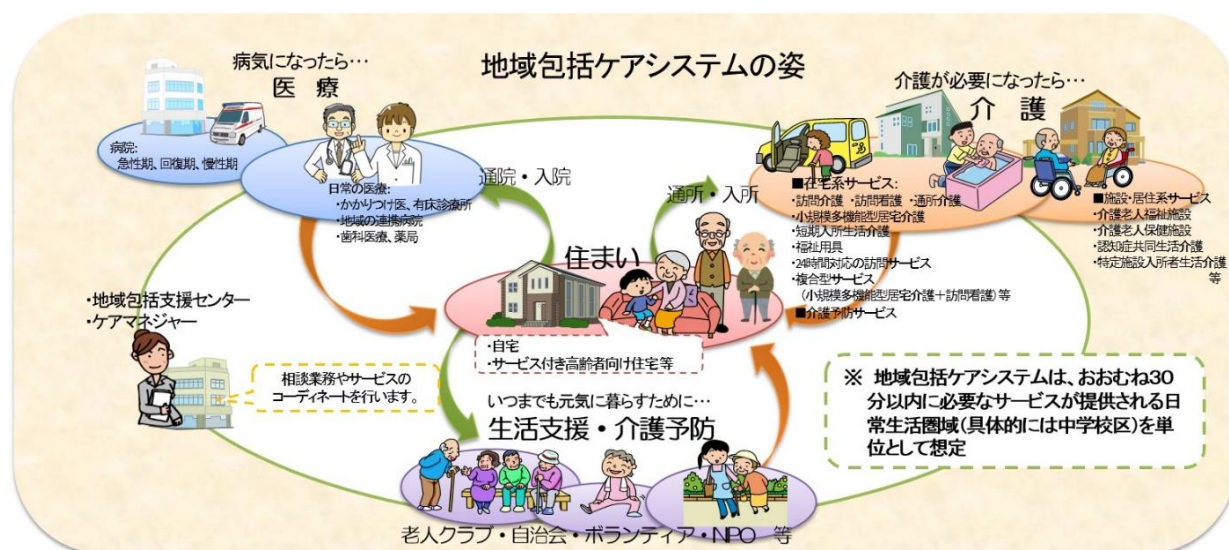 地域包括ケアシステムの姿
病気になったら…
医 療
病院:
急性期、回復期、慢性期
日常の医療:
・かかりつけ医、有床診療所
・地域の連携病院
・歯科医療、薬局
通院・入院
通所・入所
介護が必要になったら…
介 護
■在宅系サービス:
・訪問介護 ・訪問看護 ・通所介護
・小規模多機能型居宅介護
・短期入所生活介護
・福祉用具
・24時間対応の訪問サービス
・複合型サービス
(小規模多機能型居宅介護+訪問看護)等
■介護予防サービス
■施設・居住系サービス
・介護老人福祉施設
・介護老人保健施設
・認知症共同生活介護
・特定施設入所者生活介護
等
住まい
・自宅
・サービス付き高齢者向け住宅等
・地域包括支援センター
・ケアマネジャー
相談業務やサービスの
コーディネートを行います。
いつまでも元気に暮らすために…
生活支援・介護予防
老人クラブ・自治会・ボランティア・NPO 等
※ 地域包括ケアシステムは、おおむね30
分以内に必要なサービスが提供される日
常生活圏域(具体的には中学校区)を単
位として想定